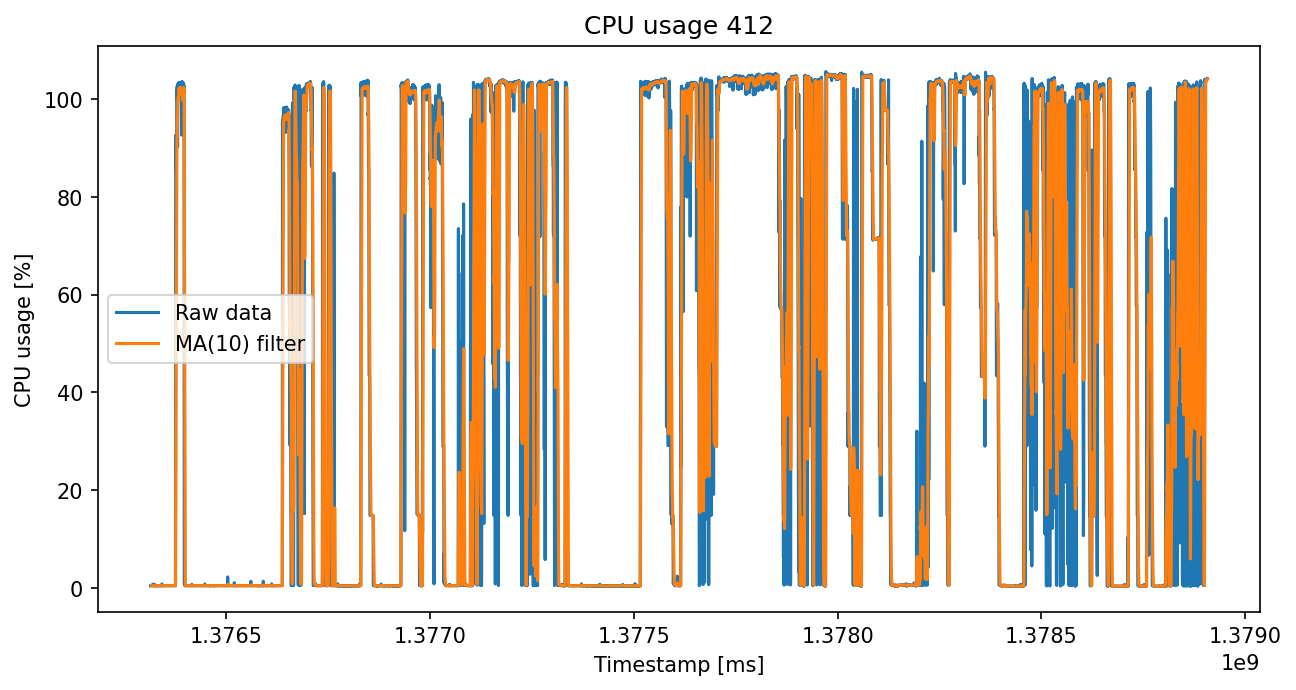 CPU usage 412
CPU usage [%]
100
80
60
40
20
0
Raw data
MA(10) filter
1.3765
1.3770
1.3775
1.3780
1.3785
1.3790
1e9
Timestamp [ms]